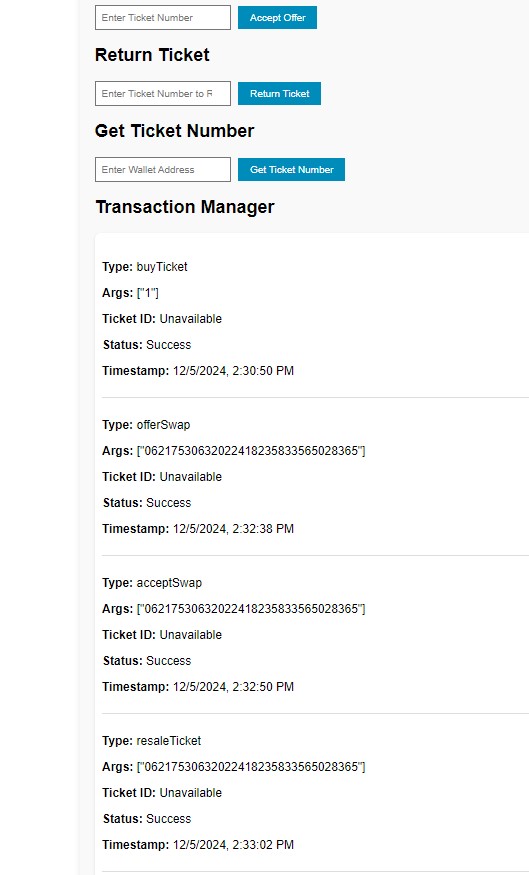 Enter Ticket Number Accept Offer
Return Ticket
Enter Ticket Number to R Return Ticket
Get Ticket Number
Enter Wallet Address Get Ticket Number
Transaction Manager
Type: buyTicket
Args: ["1"]
Ticket ID: Unavailable
Status: Success
Timestamp: 12/5/2024, 2:30:50 PM
Type: offerSwap
Args: ["06217530632022418235833565028365"]
Ticket ID: Unavailable
Status: Success
Timestamp: 12/5/2024, 2:32:38 PM
Type: acceptSwap
Args: ["06217530632022418235833565028365"]
Ticket ID: Unavailable
Status: Success
Timestamp: 12/5/2024, 2:32:50 PM
Type: resaleTicket
Args: ["06217530632022418235833565028365"]
Ticket ID: Unavailable
Status: Success
Timestamp: 12/5/2024, 2:33:02 PM